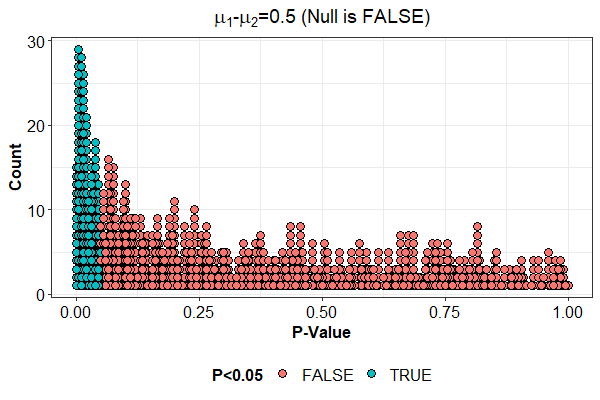 μ₁-μ₂=0.5 (Null is FALSE)
30
20
10
0
Count
0.00 0.25 0.50 0.75 1.00
P-Value
P<0.05 FALSE TRUE